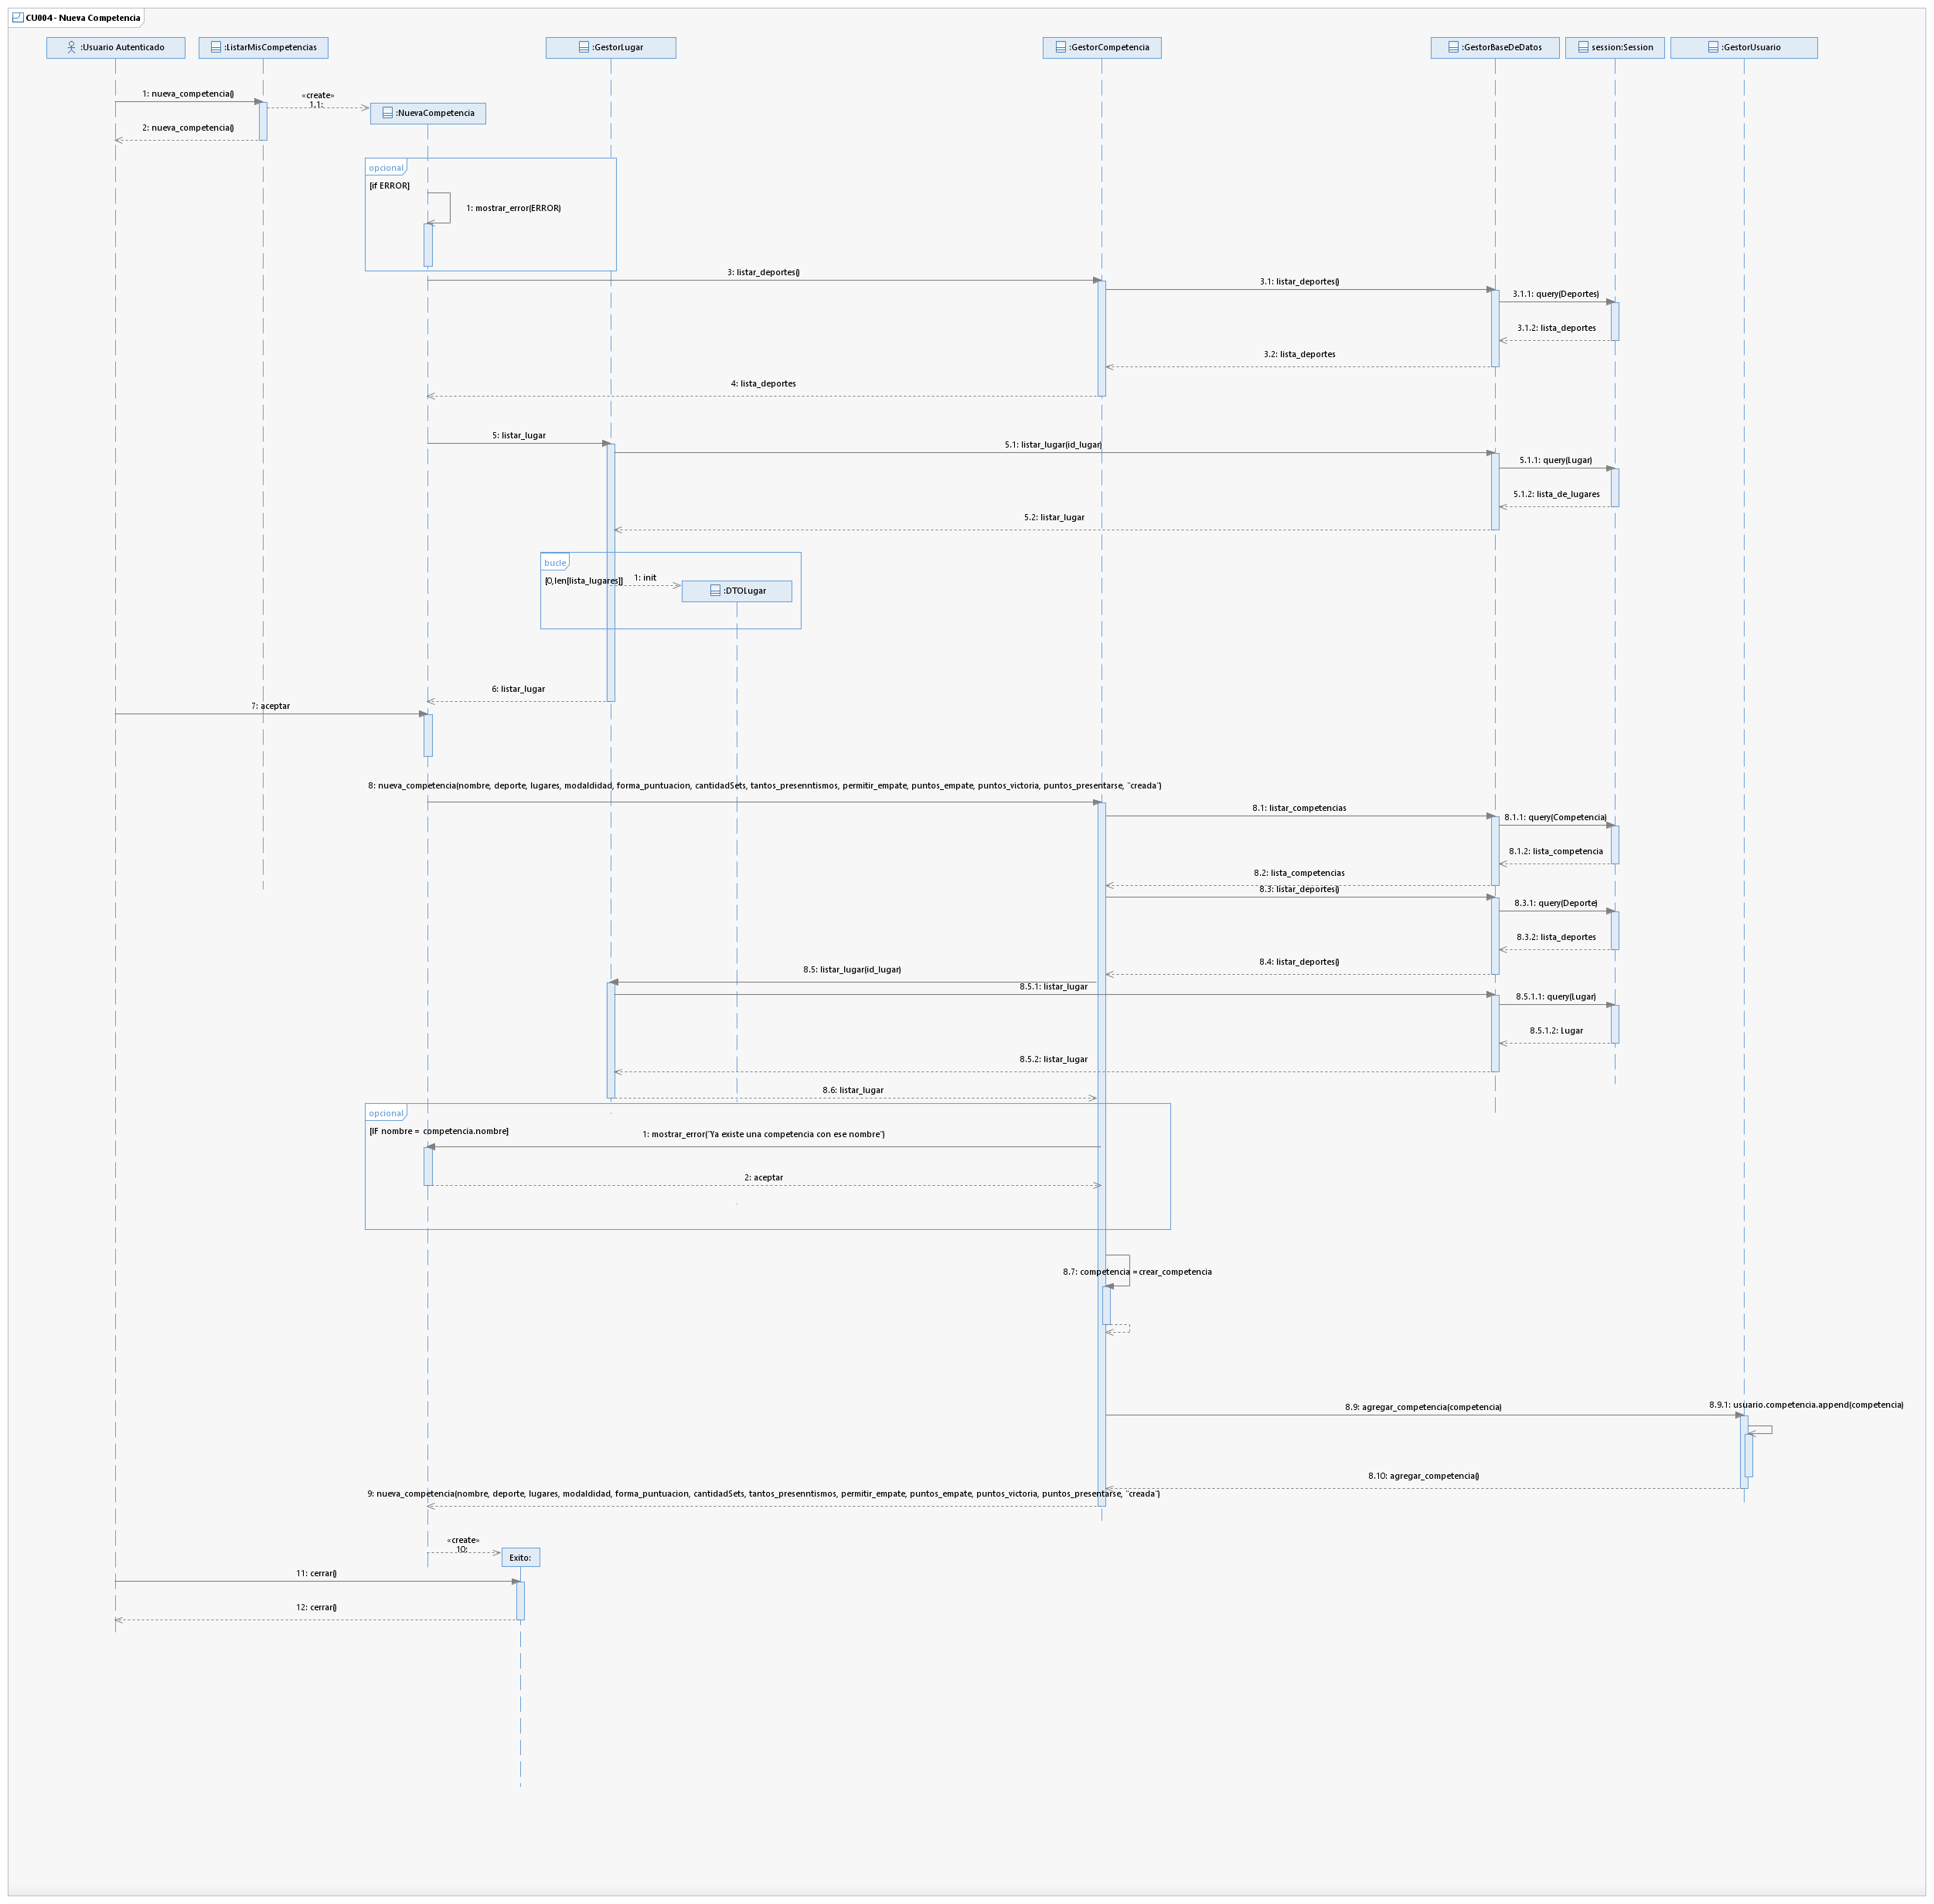 CU004 - Nueva Competencia
:Usuario Autenticado
:ListarMisCompetencias
:GestorLugar
:GestorCompetencia
:GestorBaseDeDatos
session:Session
:GestorUsuario
1: nueva_competencia()
«create»
1.1:
:NuevaCompetencia
2: nueva_competencia()
opcional
[if ERROR]
1: mostrar_error(ERROR)
3: listar_deportes()
3.1: listar_deportes()
3.1.1: query(Deportes)
3.1.2: lista_deportes
3.2: lista_deportes
4: lista_deportes
5: listar_lugar
5.1: listar_lugar(id_lugar)
5.1.1: query(Lugar)
5.1.2: lista_de_lugares
5.2: listar_lugar
bucle
[0,len[lista_lugares]]
1: init
:DTOLugar
6: listar_lugar
7: aceptar
8: nueva_competencia(nombre, deporte, lugares, modaldidad, forma_puntuacion, cantidadSets, tantos_presenntismos, permitir_empate, puntos_empate, puntos_victoria, puntos_presentarse, "creada")
8.1: listar_competencias
8.1.1: query(Competencia)
8.1.2: lista_competencia
8.2: lista_competencias
8.3: listar_deportes()
8.3.1: query(Deporte)
8.3.2: lista_deportes
8.4: listar_deportes()
8.5: listar_lugar(id_lugar)
8.5.1: listar_lugar
8.5.1.1: query(Lugar)
8.5.1.2: Lugar
8.5.2: listar_lugar
8.6: listar_lugar
opcional
[IF nombre = competencia.nombre]
1: mostrar_error("Ya existe una competencia con ese nombre")
2: aceptar
8.7: competencia =crear_competencia
8.9: agregar_competencia(competencia)
8.9.1: usuario.competencia.append(competencia)
8.10: agregar_competencia()
9: nueva_competencia(nombre, deporte, lugares, modaldidad, forma_puntuacion, cantidadSets, tantos_presenntismos, permitir_empate, puntos_empate, puntos_victoria, puntos_presentarse, "creada")
«create»
10:
Exito:
11: cerrar()
12: cerrar()